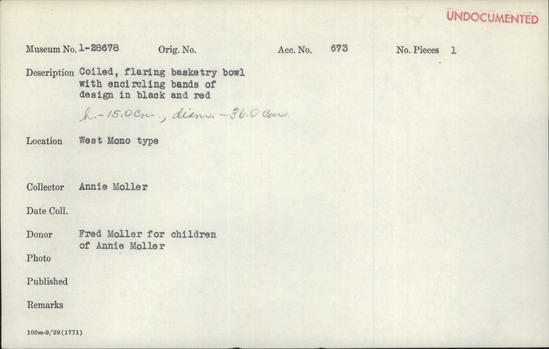 UNDOCUMENTED
Museum No. 1-28678 Orig. No. Acc. No. 673 No. Pieces 1
Description Coiled, flaring basketry bowl
with encircling bands of
design in black and red
h.-15.0 cm., diam. -36.0 cm.
Location West Mono type
Collector Annie Moller
Date Coll.
Donor Fred Moller for children
of Annie Moller
Photo
Published
Remarks
100m-9,'39(1771)